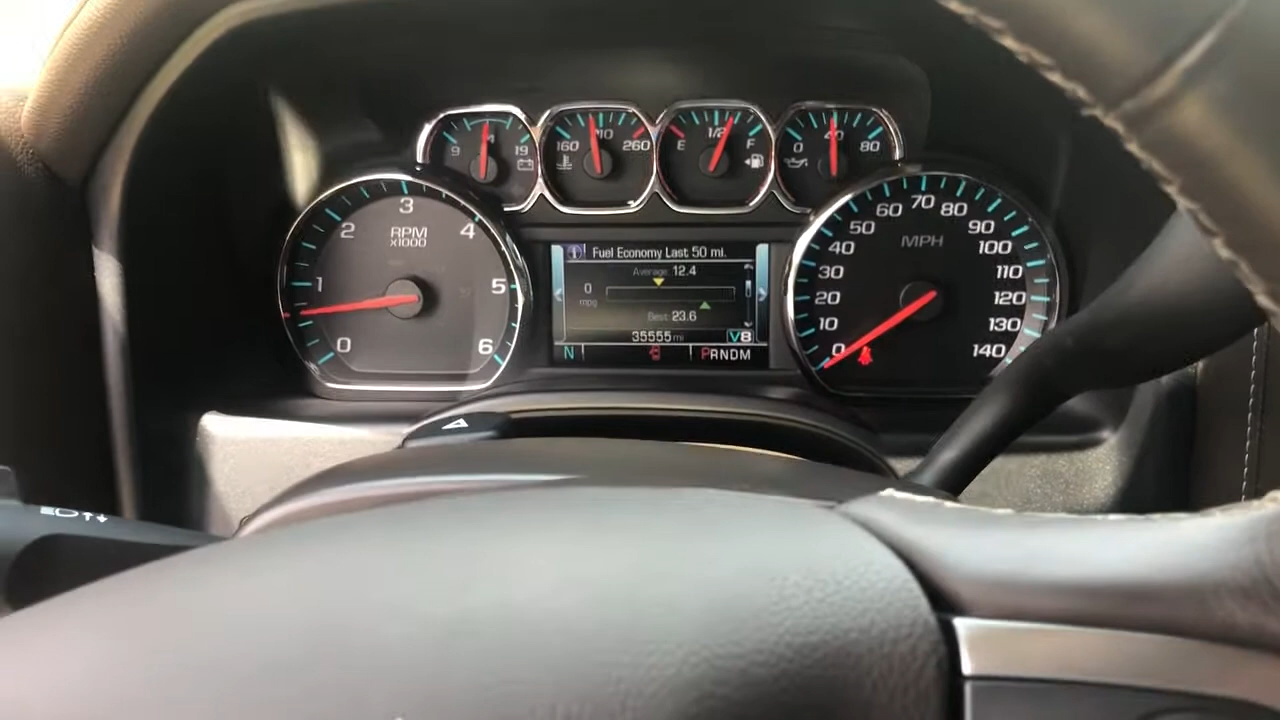 9 14 19
160 210 260
E 1/2 F
0 40 80
0 1 2 3 4 5 6
RPM
X1000
Fuel Economy Last 50 mi.
Average: 12.4
0
mpg
Best: 23.6
35555 mi V8
N PRNDM
0 10 20 30 40 50 60 70 80 90 100 110 120 130 140
MPH